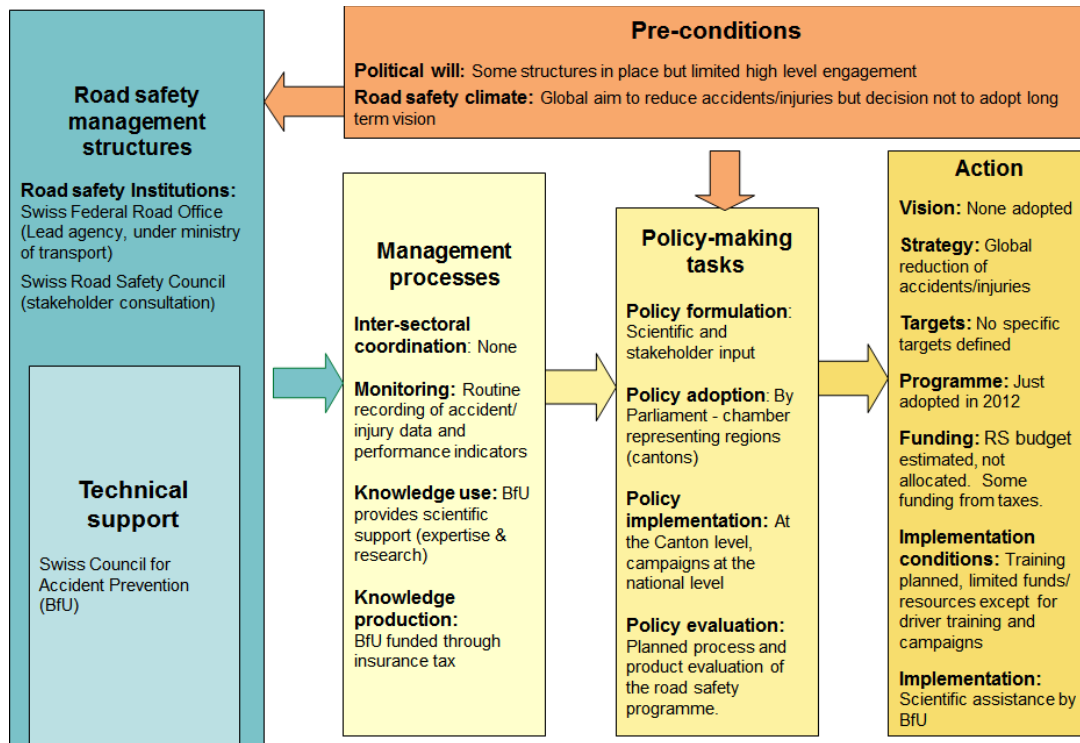 Pre-conditions
Political will: Some structures in place but limited high level engagement
Road safety climate: Global aim to reduce accidents/injuries but decision not to adopt long
term vision
Road safety
management
structures
Road safety Institutions:
Swiss Federal Road Office
(Lead agency, under ministry
of transport)
Swiss Road Safety Council
(stakeholder consultation)
Technical
support
Swiss Council for
Accident Prevention
(BfU)
Management
processes
Inter-sectoral
coordination: None
Monitoring: Routine
recording of accident/
injury data and
performance indicators
Knowledge use: BfU
provides scientific
support (expertise &
research)
Knowledge
production:
BfU funded through
insurance tax
Policy-making
tasks
Policy formulation:
Scientific and
stakeholder input
Policy adoption: By
Parliament - chamber
representing regions
(cantons)
Policy
implementation: At
the Canton level,
campaigns at the
national level
Policy evaluation:
Planned process and
product evaluation of
the road safety
programme.
Action
Vision: None adopted
Strategy: Global
reduction of
accidents/injuries
Targets: No specific
targets defined
Programme: Just
adopted in 2012
Funding: RS budget
estimated, not
allocated. Some
funding from taxes.
Implementation
conditions: Training
planned, limited funds/
resources except for
driver training and
campaigns
Implementation:
Scientific assistance by
BfU